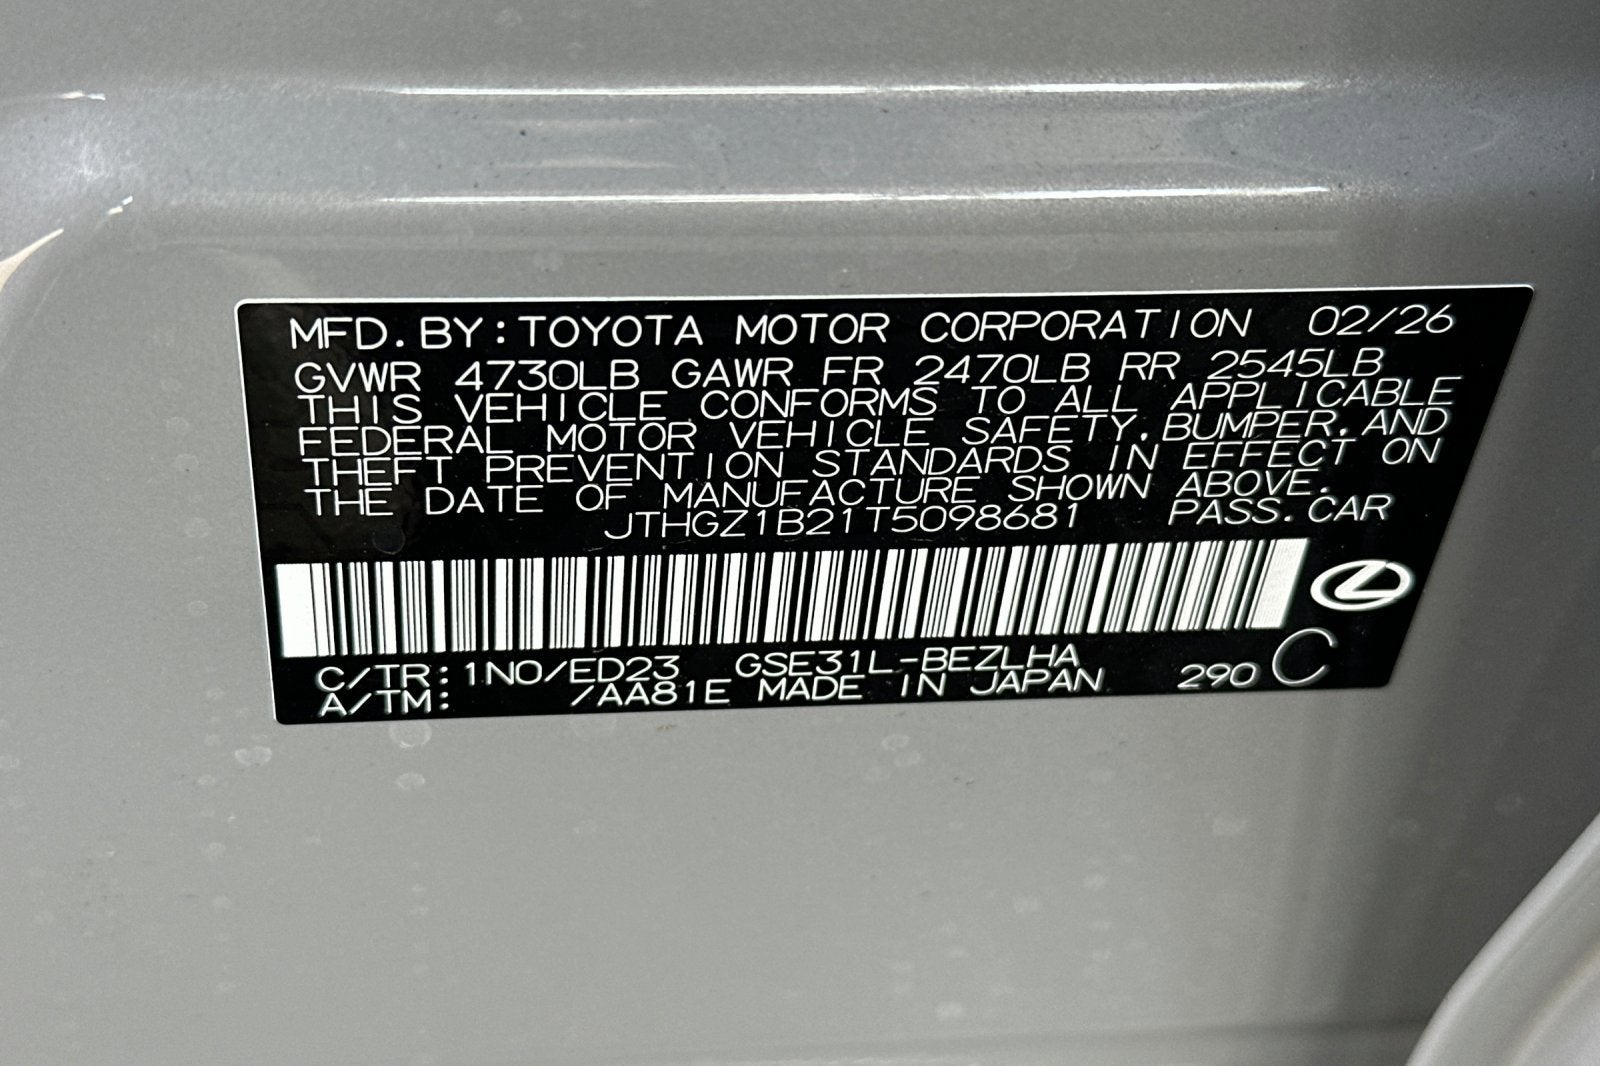 MFD. BY: TOYOTA MOTOR CORPORATION 02/26
GVWR 4730LB GAWR FR 2470LB RR 2545LB
THIS VEHICLE CONFORMS TO ALL APPLICABLE
FEDERAL MOTOR VEHICLE SAFETY, BUMPER, AND
THEFT PREVENTION STANDARDS IN EFFECT ON
THE DATE OF MANUFACTURE SHOWN ABOVE.
JTHGZ1B21T5098681 PASS. CAR
C/TR: 1N0/ED23 GSE31L-BEZLHA
A/TM: /AA81E MADE IN JAPAN 290 C